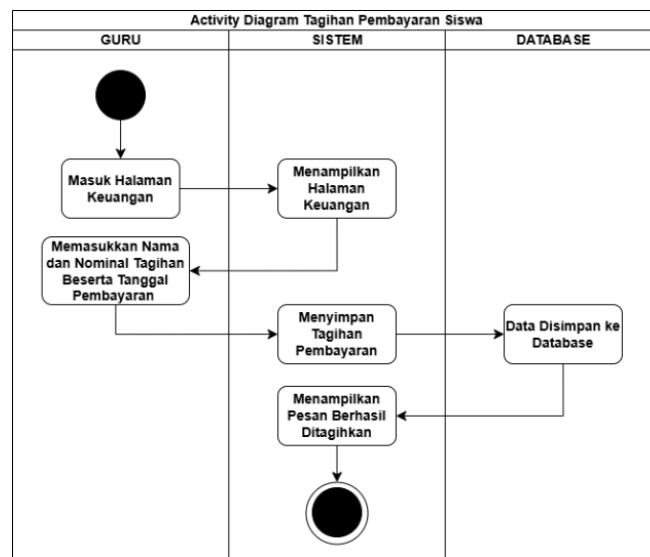 Activity Diagram Tagihan Pembayaran Siswa
GURU
SISTEM
DATABASE
Masuk Halaman
Keuangan
Menampilkan
Halaman
Keuangan
Memasukkan Nama
dan Nominal Tagihan
Beserta Tanggal
Pembayaran
Menyimpan
Tagihan
Pembayaran
Data Disimpan ke
Database
Menampilkan
Pesan Berhasil
Ditagihkan